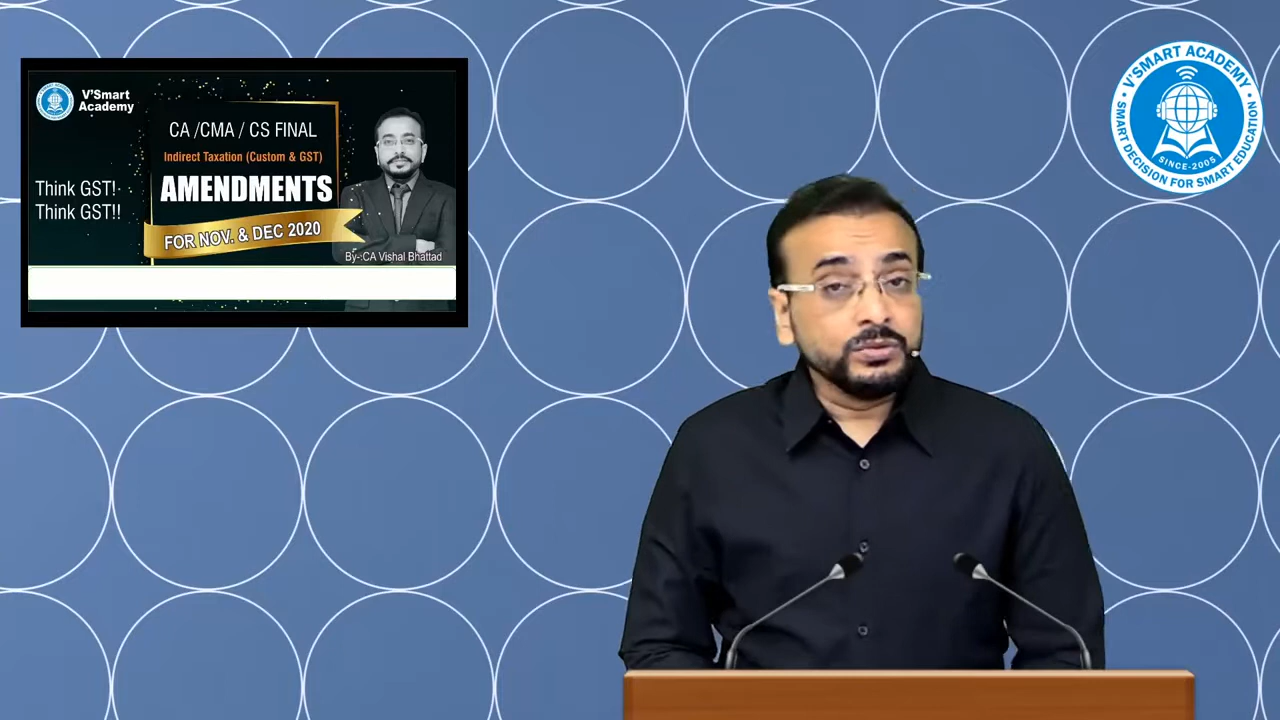 V'Smart
Academy
CA /CMA / CS FINAL
Indirect Taxation (Custom & GST)
AMENDMENTS
Think GST!
Think GST!!
FOR NOV. & DEC 2020
By-:CA Vishal Bhattad
V'SMART ACADEMY
SINCE-2005
SMART DECISION FOR SMART EDUCATION